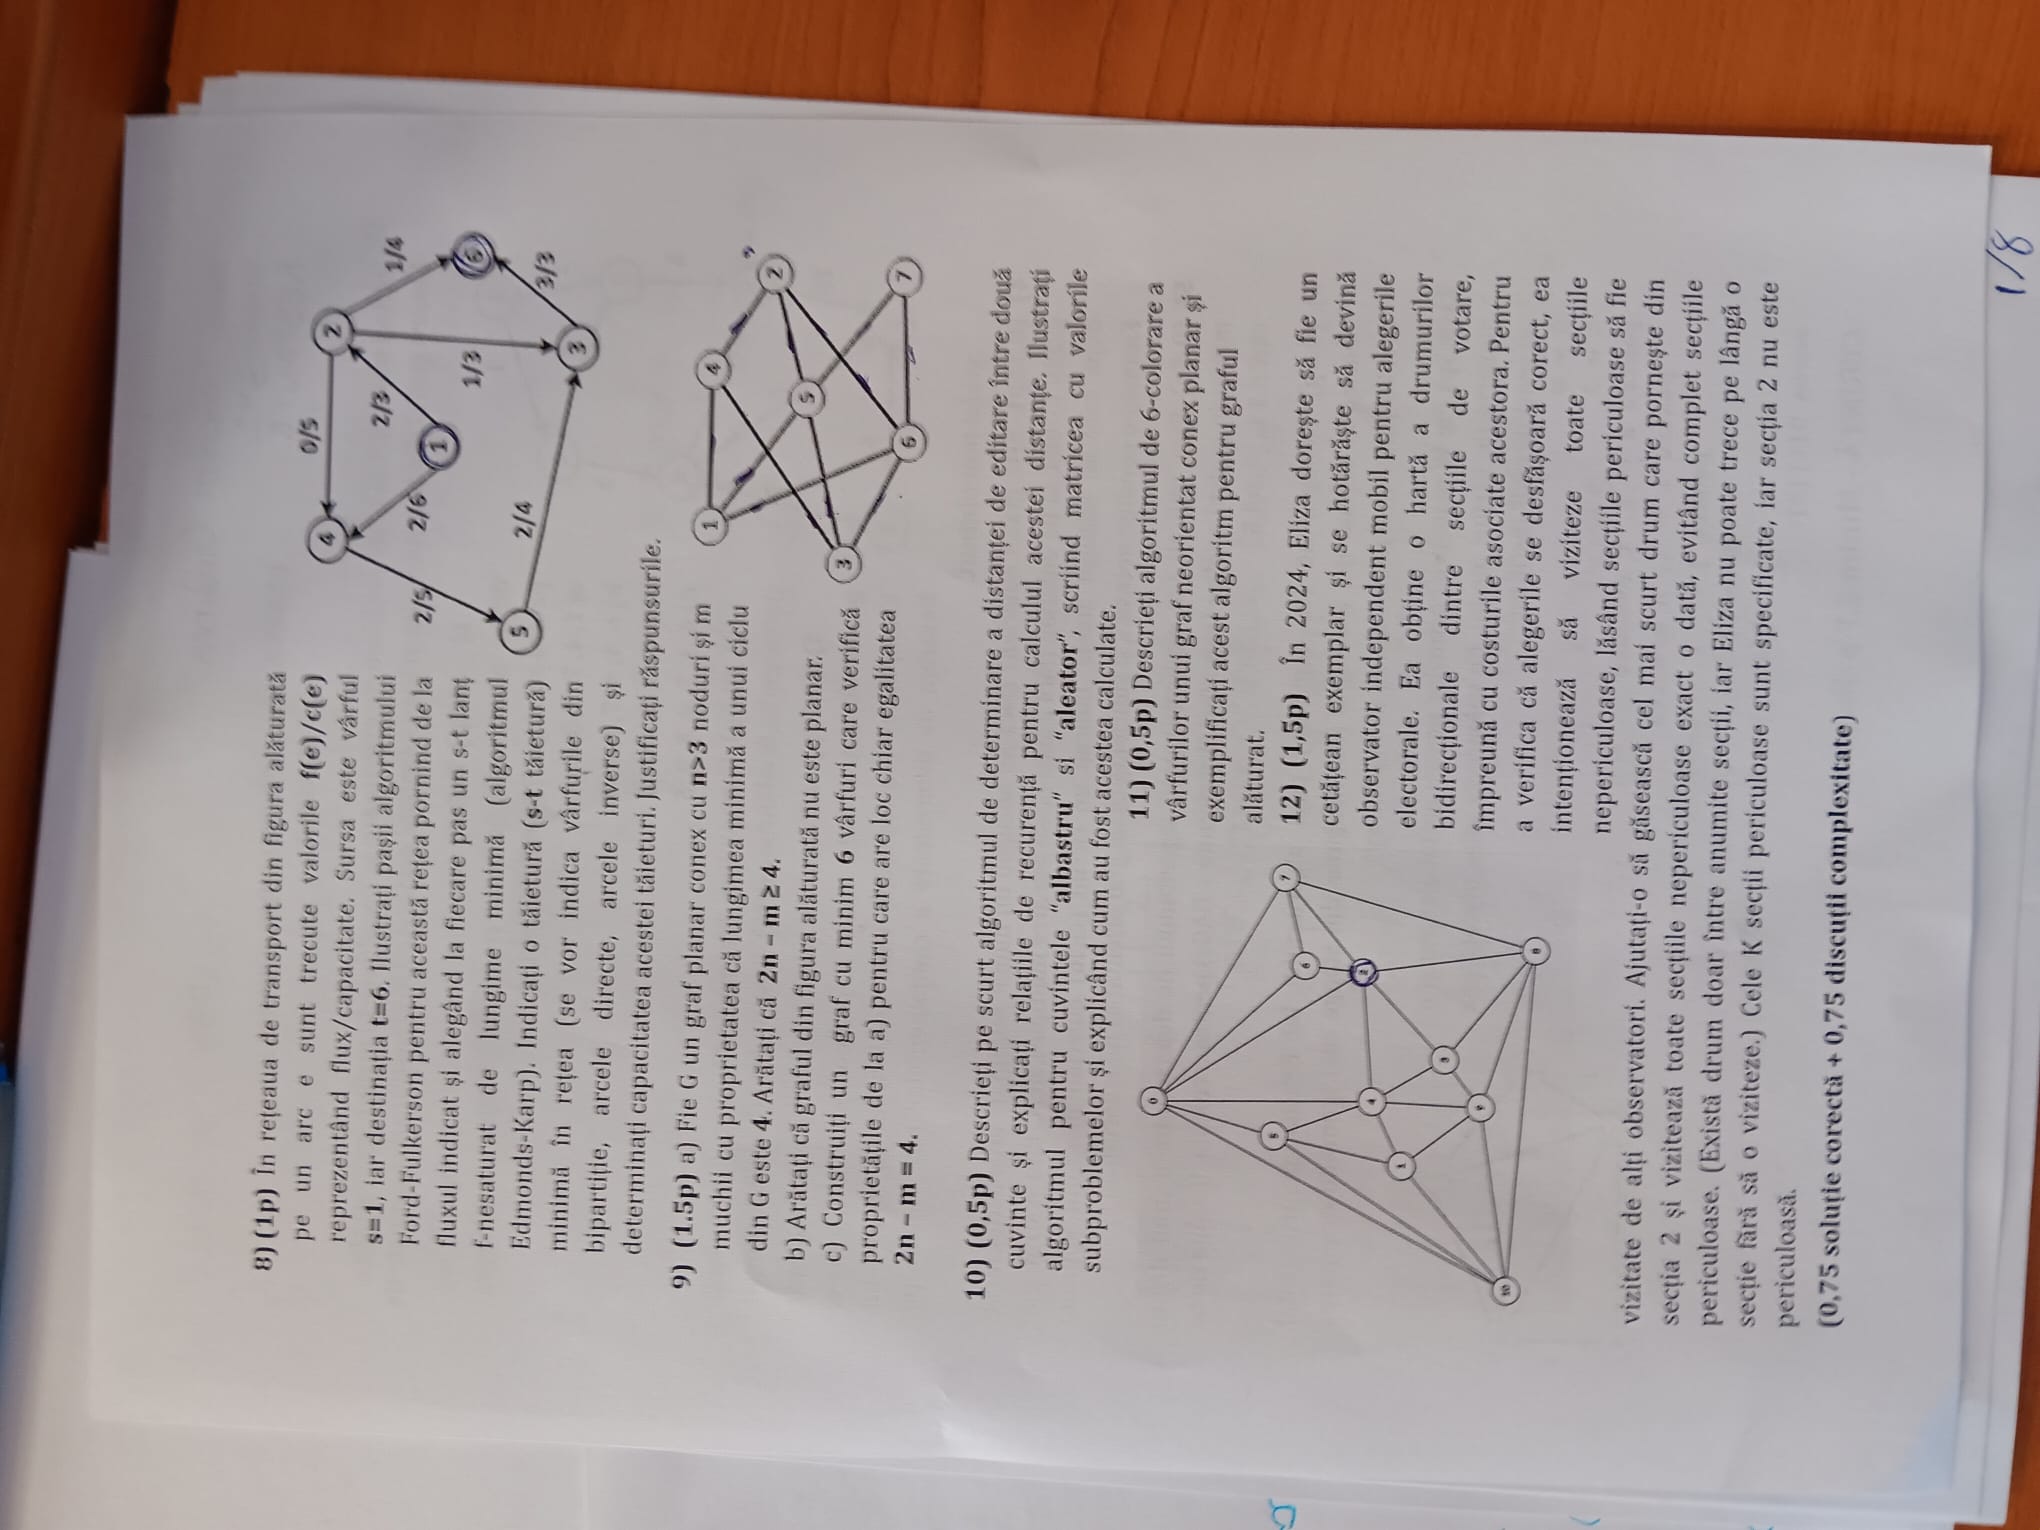 8) (1p) În rețeaua de transport din figura alăturată
pe un arc e sunt trecute valorile f(e)/c(e)
reprezentând flux/capacitate. Sursa este vârful
s=1, iar destinația t=6. Ilustrați pașii algoritmului
Ford-Fulkerson pentru această rețea pornind de la
fluxul indicat și alegând la fiecare pas un s-t lanț
f-nesaturat de lungime minimă (algoritmul
Edmonds-Karp). Indicați o tăietură (s-t tăietură)
minimă în rețea (se vor indica vârfurile din
bipartiție, arcele directe, arcele inverse) și
determinați capacitatea acestei tăieturi. Justificați răspunsurile.
4
0/5
2
2/3
1/4
2/5
2/6
1
1/3
6
5
2/4
3/3
3
9) (1.5p) a) Fie G un graf planar conex cu n>3 noduri și m
muchii cu proprietatea că lungimea minimă a unui ciclu
din G este 4. Arătați că 2n – m ≥ 4.
b) Arătați că graful din figura alăturată nu este planar.
c) Construiți un graf cu minim 6 vârfuri care verifică
proprietățile de la a) pentru care are loc chiar egalitatea
2n – m = 4.
1
4
2
5
3
6
7
10) (0,5p) Descrieți pe scurt algoritmul de determinare a distanței de editare între două
cuvinte și explicați relațiile de recurență pentru calculul acestei distanțe. Ilustrați
algoritmul pentru cuvintele "albastru" si "aleator", scriind matricea cu valorile
subproblemelor și explicând cum au fost acestea calculate.
5
7
6
4
2
1
3
10
11) (0,5p) Descrieți algoritmul de 6-colorare a
vârfurilor unui graf neorientat conex planar și
exemplificați acest algoritm pentru graful
alăturat.
12) (1,5p) În 2024, Eliza dorește să fie un
cetățean exemplar și se hotărăște să devină
observator independent mobil pentru alegerile
electorale. Ea obține o hartă a drumurilor
bidirecționale dintre secțiile de votare,
împreună cu costurile asociate acestora. Pentru
a verifica că alegerile se desfășoară corect, ea
intenționează să viziteze toate secțiile
nepericuloase, lăsând secțiile periculoase să fie
vizitate de alți observatori. Ajutați-o să găsească cel mai scurt drum care pornește din
secția 2 și vizitează toate secțiile nepericuloase exact o dată, evitând complet secțiile
periculoase. (Există drum doar între anumite secții, iar Eliza nu poate trece pe lângă o
secție fără să o viziteze.) Cele K secții periculoase sunt specificate, iar secția 2 nu este
periculoasă.
(0,75 soluție corectă + 0,75 discuții complexitate)
1/8